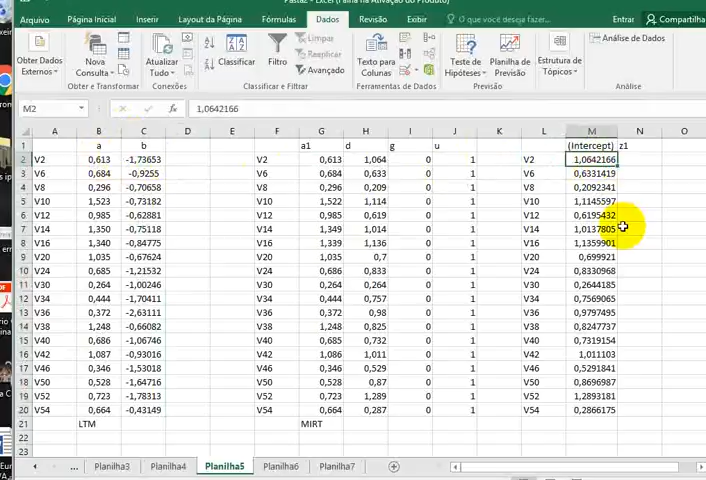 Pasta2 - Excel (Falha na Ativação do Produto)
Arquivo Página Inicial Inserir Layout da Página Fórmulas Dados Revisão Exibir O que você deseja fazer... Entrar Compartilha
Obter Dados Externos Nova Consulta Atualizar Tudo Classificar Filtro Limpar Reaplicar Avançado Texto para Colunas Teste de Hipóteses Planilha de Previsão Estrutura de Tópicos Análise de Dados
Obter e Transformar Conexões Classificar e Filtrar Ferramentas de Dados Previsão Análise
M2 fx 1,0642166
A B C D E F G H I J K L M N O
1 a b a1 d g u (Intercept) z1
2 V2 0,613 -1,73653 V2 0,613 1,064 0 1 V2 1,0642166
3 V6 0,684 -0,9255 V6 0,684 0,633 0 1 V6 0,6331419
4 V8 0,296 -0,70658 V8 0,296 0,209 0 1 V8 0,2092341
5 V10 1,523 -0,73182 V10 1,522 1,114 0 1 V10 1,1145597
6 V12 0,985 -0,62881 V12 0,985 0,619 0 1 V12 0,6195432
7 V14 1,350 -0,75118 V14 1,349 1,014 0 1 V14 1,0137805
8 V16 1,340 -0,84775 V16 1,339 1,136 0 1 V16 1,1359901
9 V20 1,035 -0,67624 V20 1,035 0,7 0 1 V20 0,699921
10 V24 0,685 -1,21532 V24 0,686 0,833 0 1 V24 0,8330968
11 V30 0,264 -1,00246 V30 0,264 0,264 0 1 V30 0,2644185
12 V34 0,444 -1,70411 V34 0,444 0,757 0 1 V34 0,7569065
13 V36 0,372 -2,63111 V36 0,372 0,98 0 1 V36 0,9797495
14 V38 1,248 -0,66082 V38 1,248 0,825 0 1 V38 0,8247737
15 V40 0,686 -1,06746 V40 0,685 0,732 0 1 V40 0,7319154
16 V42 1,087 -0,93016 V42 1,086 1,011 0 1 V42 1,011103
17 V46 0,346 -1,53018 V46 0,346 0,529 0 1 V46 0,5291841
18 V50 0,528 -1,64716 V50 0,528 0,87 0 1 V50 0,8696987
19 V52 0,723 -1,78313 V52 0,723 1,289 0 1 V52 1,2893181
20 V54 0,664 -0,43149 V54 0,664 0,287 0 1 V54 0,2866175
21 LTM MIRT
22
23
... Planilha3 Planilha4 Planilha5 Planilha6 Planilha7